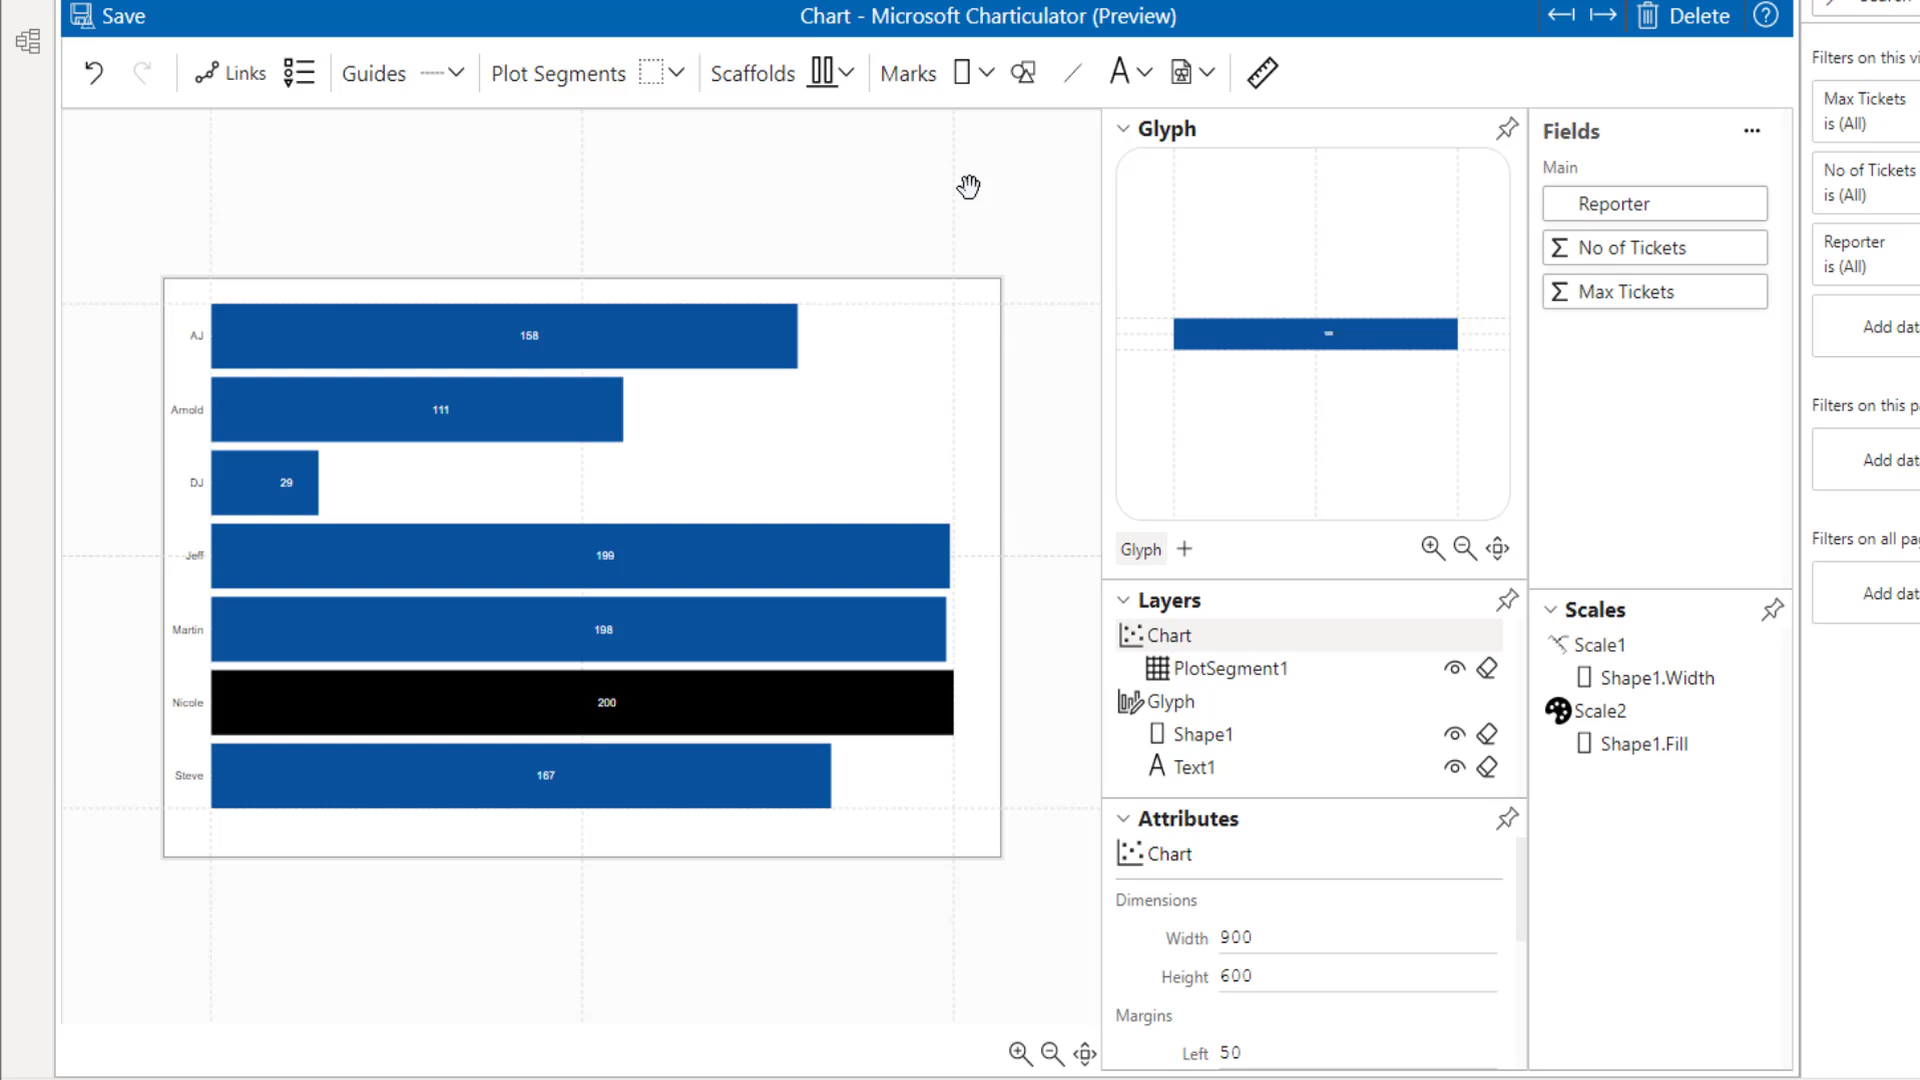 Save
Chart - Microsoft Charticulator (Preview)
Delete
Links
Guides
Plot Segments
Scaffolds
Marks
AJ
158
Arnold
111
DJ
29
Jeff
199
Martin
198
Nicole
200
Steve
167
Glyph
Glyph
Layers
Chart
PlotSegment1
Glyph
Shape1
Text1
Attributes
Chart
Dimensions
Width 900
Height 600
Margins
Left 50
Fields
Main
Reporter
No of Tickets
Max Tickets
Scales
Scale1
Shape1.Width
Scale2
Shape1.Fill
Filters on this vi
Max Tickets
is (All)
No of Tickets
is (All)
Reporter
is (All)
Add dat
Filters on this p
Add dat
Filters on all pa
Add dat